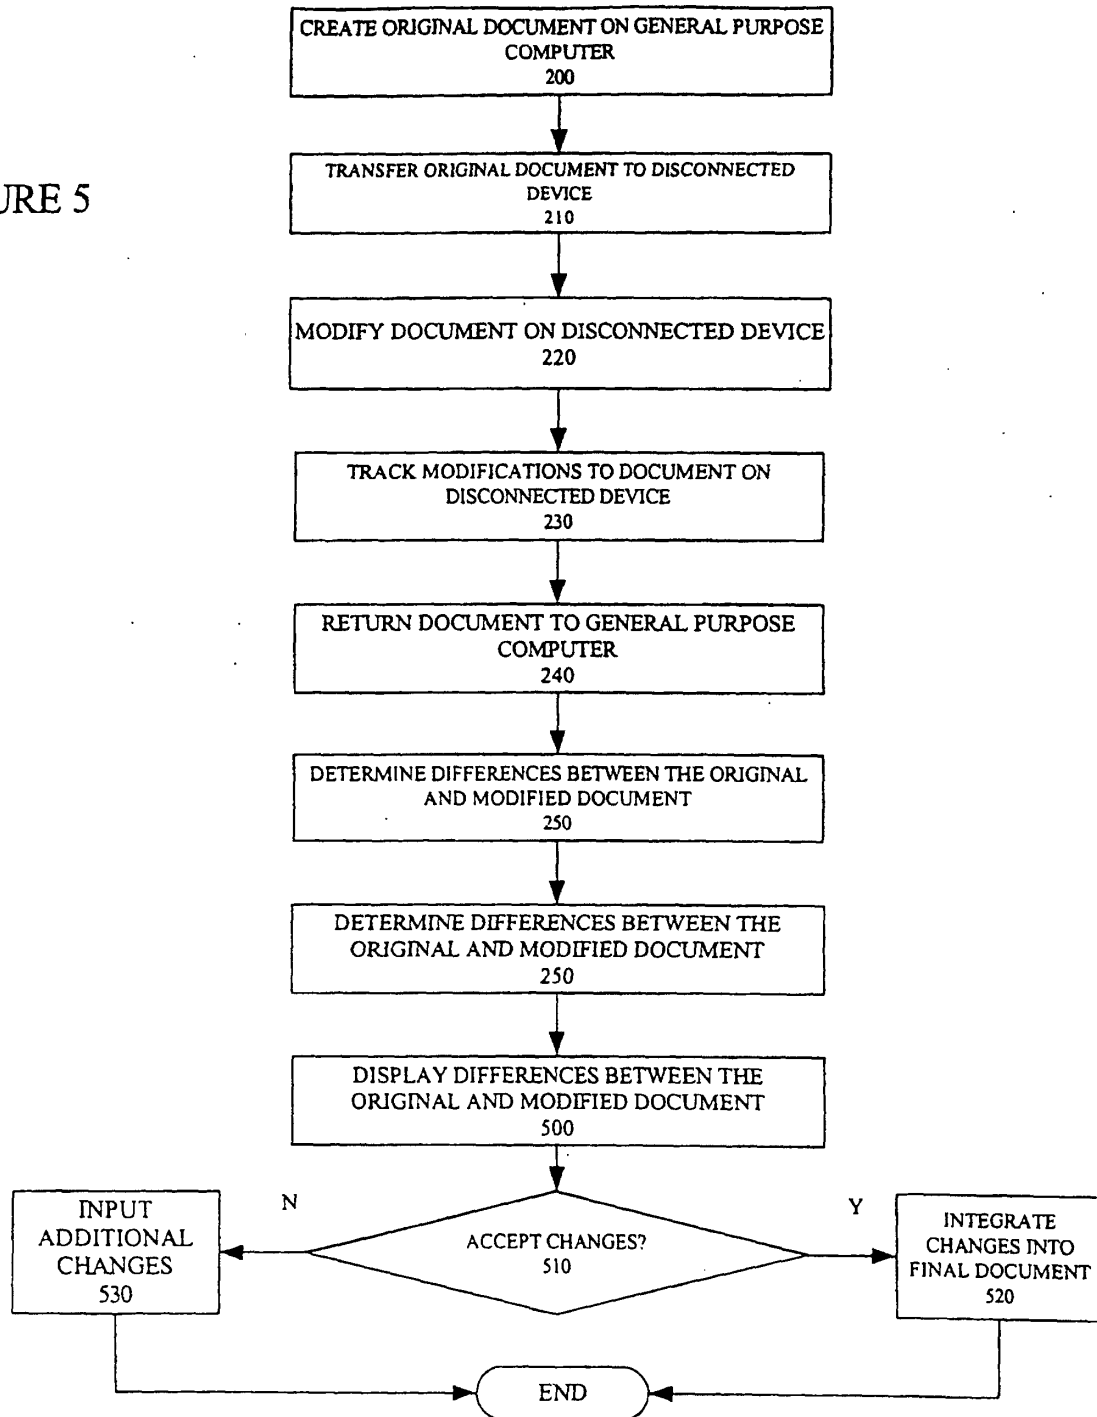 CREATE ORIGINAL DOCUMENT ON GENERAL PURPOSE
COMPUTER
200
TRANSFER ORIGINAL DOCUMENT TO DISCONNECTED
DEVICE
210
URE 5
MODIFY DOCUMENT ON DISCONNECTED DEVICE
220
TRACK MODIFICATIONS TO DOCUMENT ON
DISCONNECTED DEVICE
230
RETURN DOCUMENT TO GENERAL PURPOSE
COMPUTER
240
DETERMINE DIFFERENCES BETWEEN THE ORIGINAL
AND MODIFIED DOCUMENT
250
DETERMINE DIFFERENCES BETWEEN THE
ORIGINAL AND MODIFIED DOCUMENT
250
DISPLAY DIFFERENCES BETWEEN THE
ORIGINAL AND MODIFIED DOCUMENT
500
N
Y
INPUT
ADDITIONAL
CHANGES
530
ACCEPT CHANGES?
510
INTEGRATE
CHANGES INTO
FINAL DOCUMENT
520
END